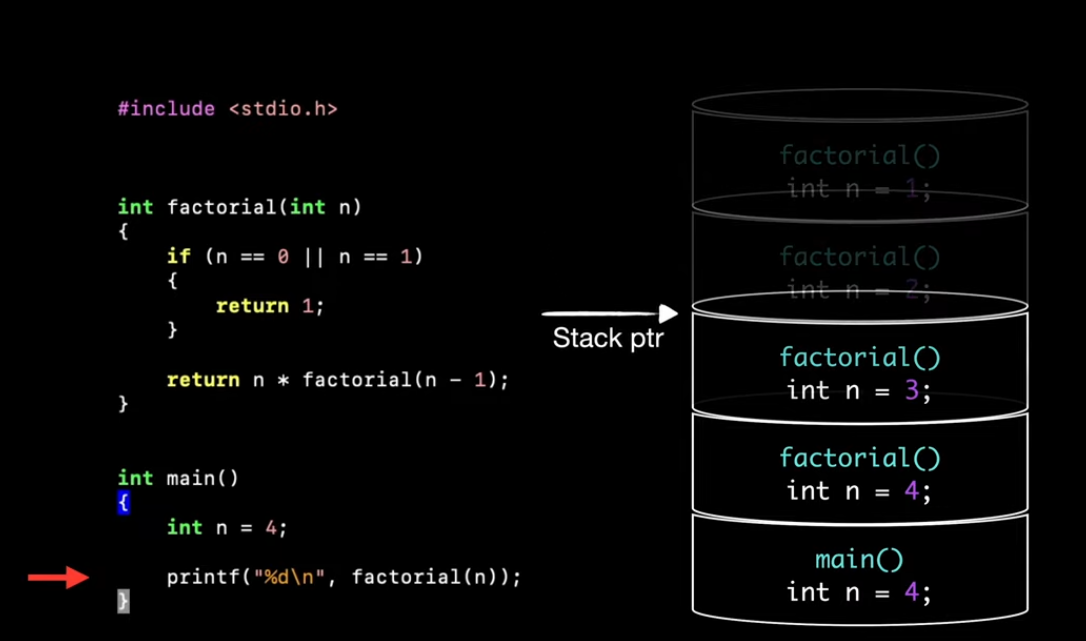 #include <stdio.h>
int factorial(int n)
{
if (n == 0 || n == 1)
{
return 1;
}
return n * factorial(n - 1);
}
int main()
{
int n = 4;
printf("%d\n", factorial(n));
}
Stack ptr
factorial()
int n = 1;
factorial()
int n = 2;
factorial()
int n = 3;
factorial()
int n = 4;
main()
int n = 4;